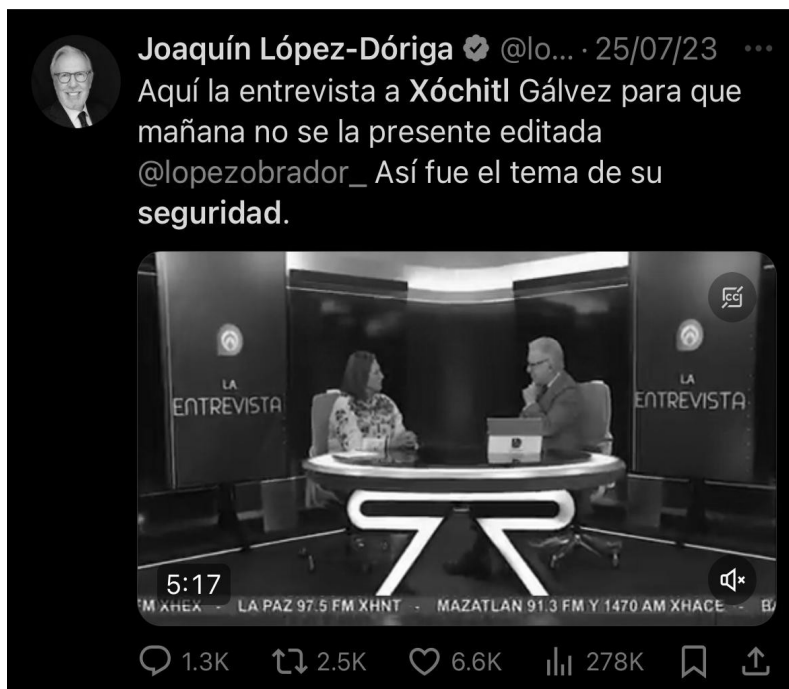 Joaquín López-Dóriga @lo... · 25/07/23
Aquí la entrevista a Xóchitl Gálvez para que
mañana no se la presente editada
@lopezobrador_ Así fue el tema de su
seguridad.
CC
LA
ENTREVISTA
LA
ENTREVISTA
5:17
FM XHEX - LA PAZ 97.5 FM XHNT - MAZATLAN 91.3 FM Y 1470 AM XHACE - BA
1.3K 2.5K 6.6K 278K